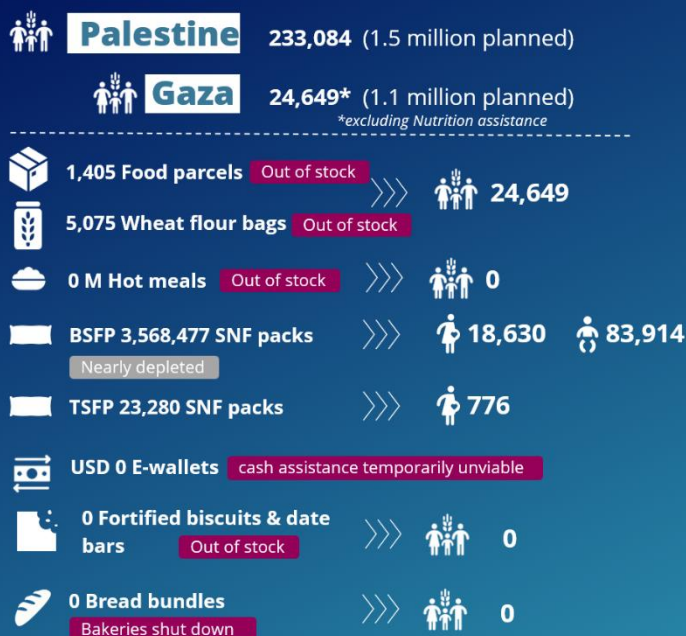 Palestine 233,084 (1.5 million planned)
Gaza 24,649* (1.1 million planned)
*excluding Nutrition assistance
1,405 Food parcels Out of stock
24,649
5,075 Wheat flour bags Out of stock
0 M Hot meals Out of stock 0
BSFP 3,568,477 SNF packs 18,630 83,914
Nearly depleted
TSFP 23,280 SNF packs 776
USD 0 E-wallets cash assistance temporarily unviable
0 Fortified biscuits & date
bars Out of stock 0
0 Bread bundles 0
Bakeries shut down